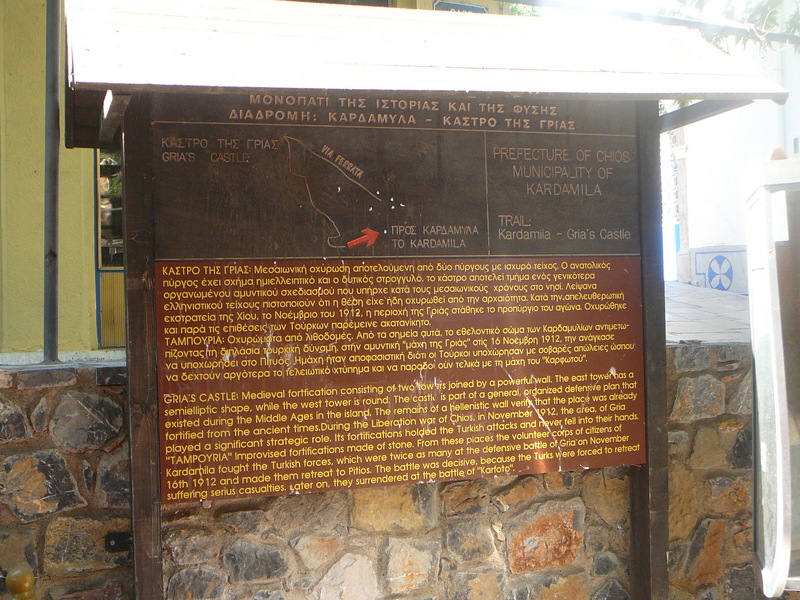 ΜΟΝΟΠΑΤΙ ΤΗΣ ΙΣΤΟΡΙΑΣ ΚΑΙ ΤΗΣ ΦΥΣΗΣ
ΔΙΑΔΡΟΜΗ: ΚΑΡΔΑΜΥΛΑ - ΚΑΣΤΡΟ ΤΗΣ ΓΡΙΑΣ
ΚΑΣΤΡΟ ΤΗΣ ΓΡΙΑΣ
GRIA'S CASTLE
VIA FERRATA
ΠΡΟΣ ΚΑΡΔΑΜΥΛΑ
TO KARDAMILA
PREFECTURE OF CHIOS
MUNICIPALITY OF
KARDAMILA
TRAIL:
Kardamila - Gria's Castle
ΚΑΣΤΡΟ ΤΗΣ ΓΡΙΑΣ: Μεσαιωνική οχύρωση αποτελούμενη από δύο πύργους με ισχυρό τείχος. Ο ανατολικός
πύργος έχει σχήμα ημιελλειπτικό και ο δυτικός στρογγυλό, το κάστρο αποτελεί τμήμα ενός γενικότερα
οργανωμένου αμυντικού σχεδιασμού που υπήρχε κατά τους μεσαιωνικούς χρόνους στο νησί. Λείψανα
ελληνιστικού τείχους πιστοποιούν ότι η θέση είχε ήδη οχυρωθεί από την αρχαιότητα. Κατά την απελευθερωτική
εκστρατεία της Χίου, το Νοέμβριο του 1912, η περιοχή της Γριάς στάθηκε το προπύργιο του αγώνα. Οχυρώθηκε
και παρά τις επιθέσεις των Τούρκων παρέμεινε ακατανίκητο.
ΤΑΜΠΟΥΡΙΑ: Οχυρώματα από λιθοδομές. Από τα σημεία αυτά, το εθελοντικό σώμα των Καρδαμυλίων αντιμετω-
πίζοντας τη διπλάσια τουρκική δύναμη, στην αμυντική "μάχη της Γριάς" στις 16 Νοέμβρη 1912, την ανάγκασε
να υποχωρήσει στο Πιτυός. Η μάχη ήταν αποφασιστική διότι οι Τούρκοι υποχώρησαν με σοβαρές απώλειες ώσπου
να δεχτούν αργότερα το τελειωτικό χτύπημα και να παραδοθούν τελικά με τη μάχη του "Καρφωτού".
GRIA'S CASTLE: Medieval fortification consisting of two towers joined by a powerful wall. The east tower has a
semielliptic shape, while the west tower is round. The castle is part of a general, organized defensive plan that
existed during the Middle Ages in the island. The remains of a hellenistic wall verify that the place was already
fortified from the ancient times. During the Liberation war of Chios, in November 1912, the area, of Gria
played a significant strategic role. Its fortifications holded the Turkish attacks and never fell into their hands.
"TAMPOYRIA" Improvised fortifications made of stone. From these places the volunteer corps of citizens of
Kardamila fought the Turkish forces, which were twice as many at the defensive battle of Gria on November
16th 1912 and made them retreat to Pitios. The battle was decisive, because the Turks were forced to retreat
suffering serius casualties. Later on, they surrendered at the battle of "Karfoto".